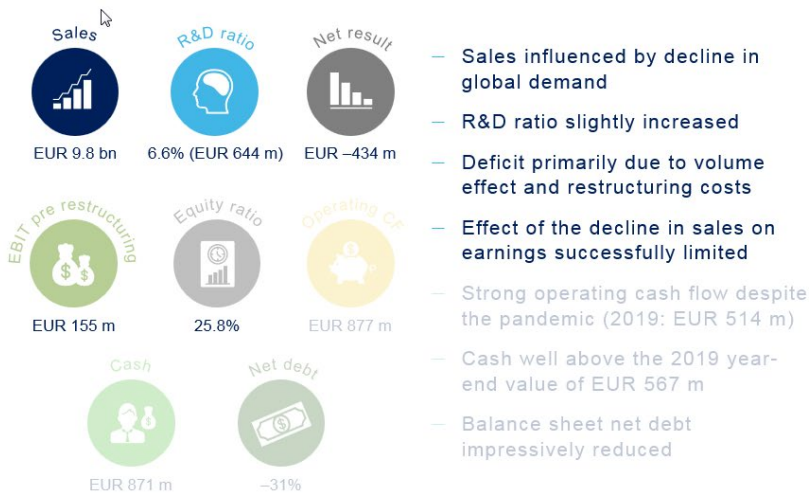 Sales
R&D ratio
Net result
EUR 9.8 bn
6.6% (EUR 644 m)
EUR –434 m
EBIT pre restructuring
Equity ratio
Operating CF
$
$
$
EUR 155 m
25.8%
EUR 877 m
Cash
Net debt
$
$
EUR 871 m
–31%
– Sales influenced by decline in
global demand
– R&D ratio slightly increased
– Deficit primarily due to volume
effect and restructuring costs
– Effect of the decline in sales on
earnings successfully limited
– Strong operating cash flow despite
the pandemic (2019: EUR 514 m)
– Cash well above the 2019 year-
end value of EUR 567 m
– Balance sheet net debt
impressively reduced